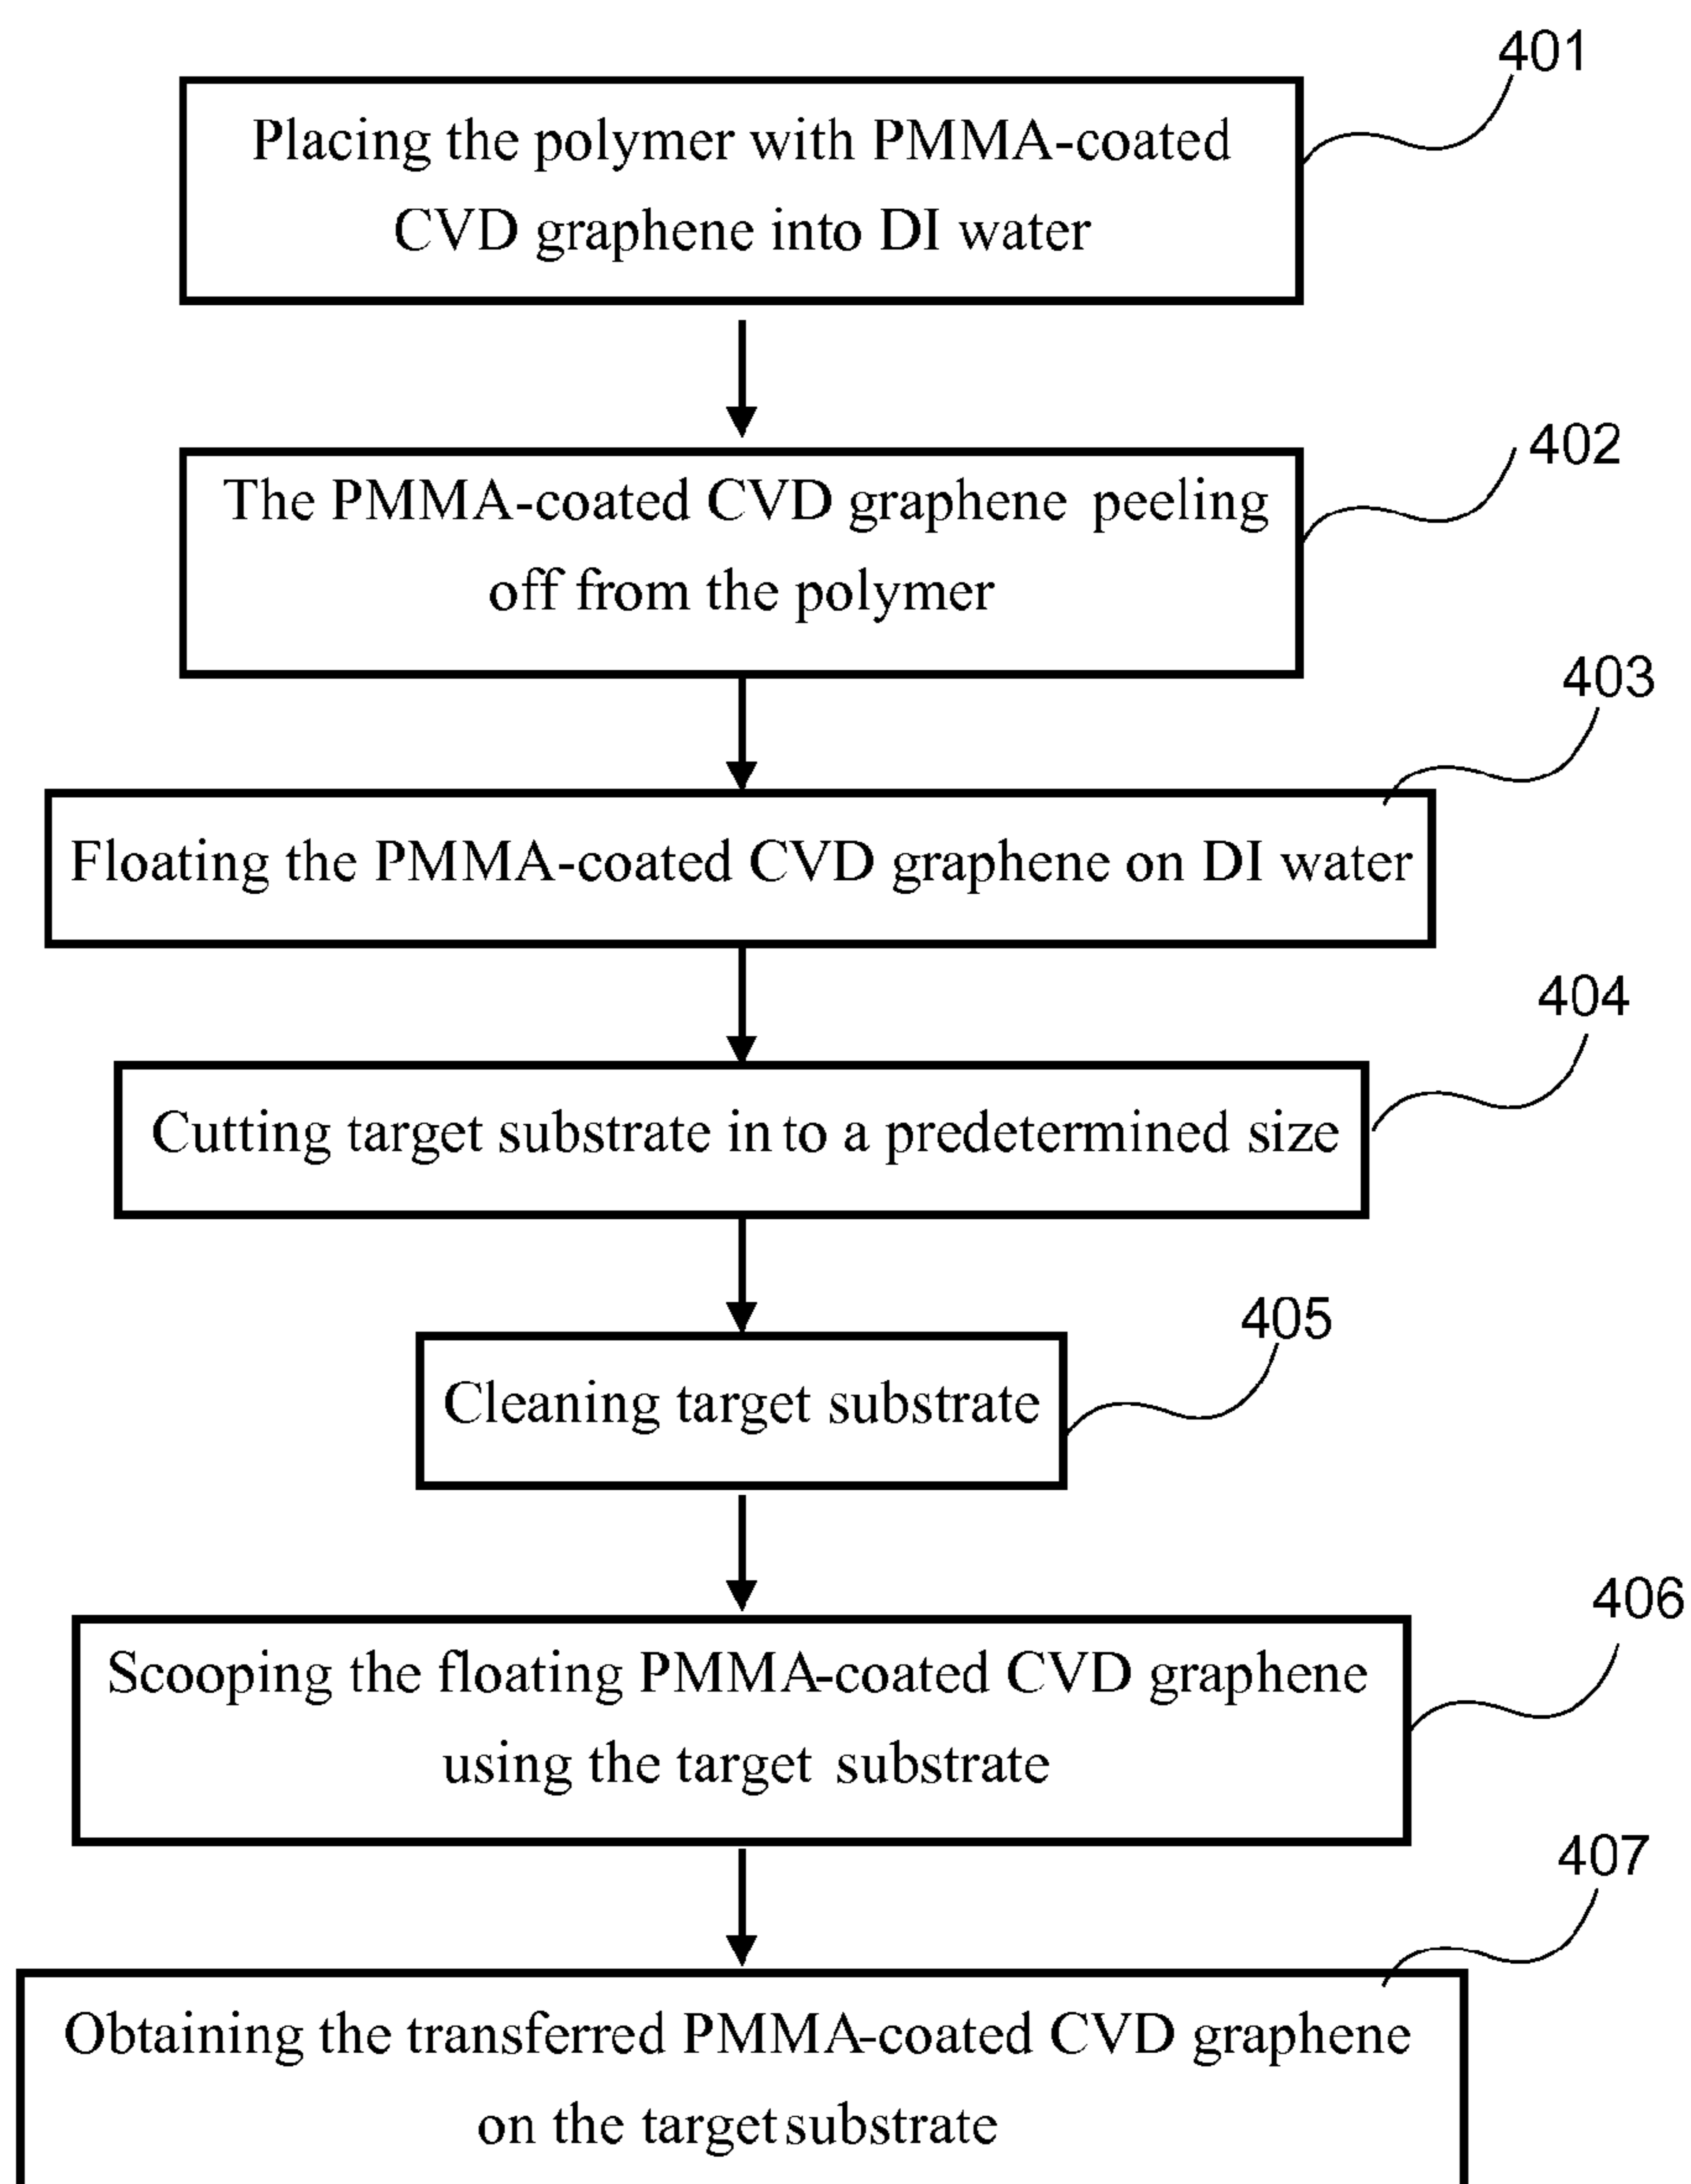 401
Placing the polymer with PMMA-coated
CVD graphene into DI water
402
The PMMA-coated CVD graphene peeling
off from the polymer
403
Floating the PMMA-coated CVD graphene on DI water
404
Cutting target substrate in to a predetermined size
405
Cleaning target substrate
406
Scooping the floating PMMA-coated CVD graphene
using the target substrate
407
Obtaining the transferred PMMA-coated CVD graphene
on the target substrate